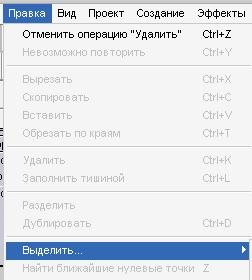 Правка Вид Проект Создание Эффекты
Отменить операцию "Удалить" Ctrl+Z
Невозможно повторить Ctrl+Y
Вырезать Ctrl+X
Скопировать Ctrl+C
Вставить Ctrl+V
Обрезать по краям Ctrl+T
Удалить Ctrl+K
Заполнить тишиной Ctrl+L
Разделить
Дублировать Ctrl+D
Выделить...
Найти ближайшие нулевые точки Z